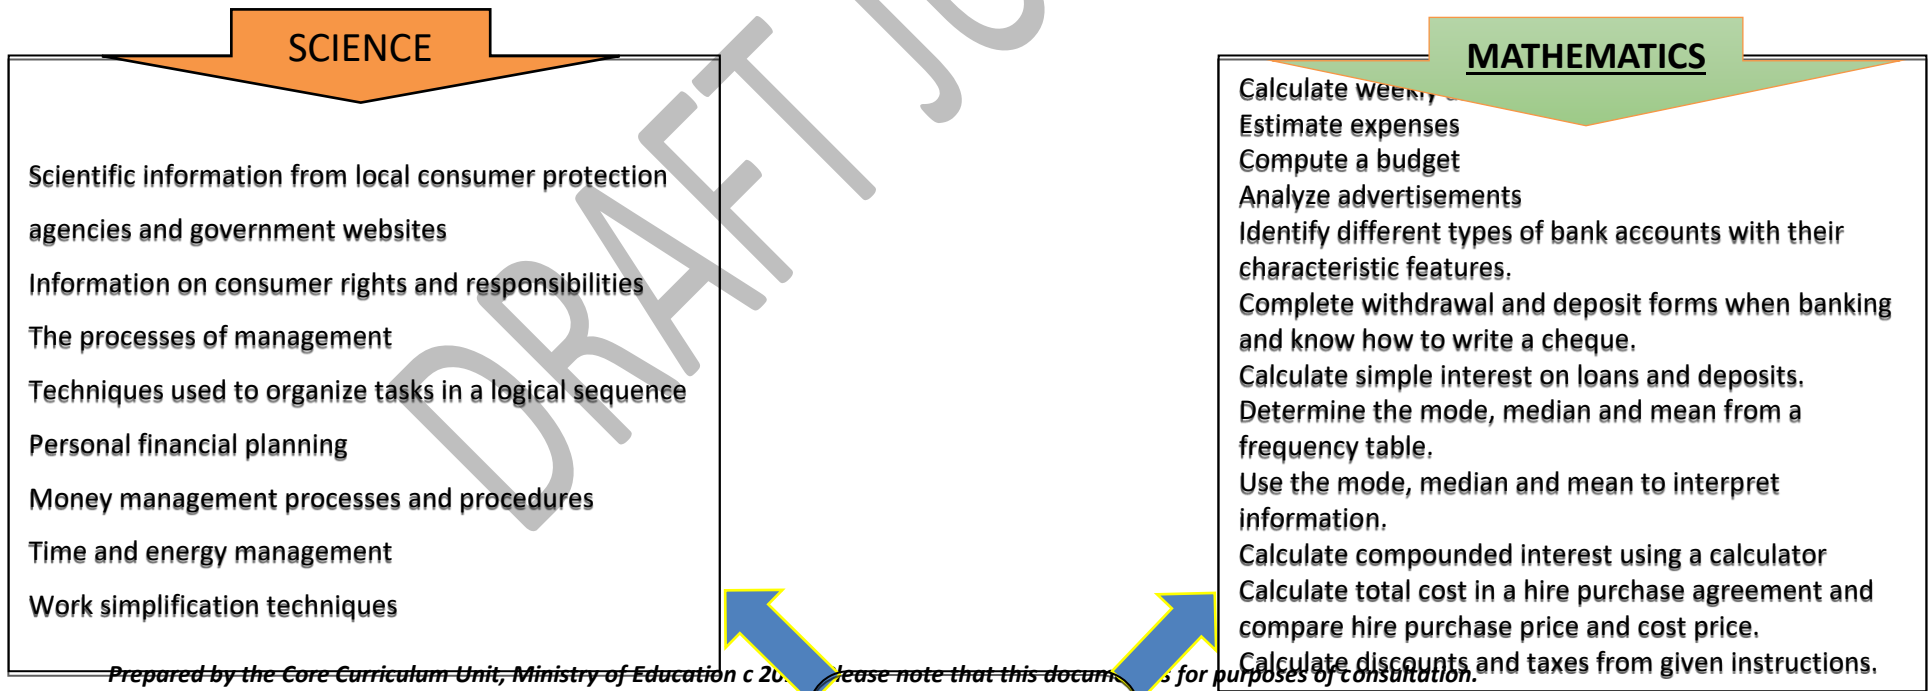 SCIENCE
Scientific information from local consumer protection
agencies and government websites
Information on consumer rights and responsibilities
The processes of management
Techniques used to organize tasks in a logical sequence
Personal financial planning
Money management processes and procedures
Time and energy management
Work simplification techniques
MATHEMATICS
Calculate weekly
Estimate expenses
Compute a budget
Analyze advertisements
Identify different types of bank accounts with their
characteristic features.
Complete withdrawal and deposit forms when banking
and know how to write a cheque.
Calculate simple interest on loans and deposits.
Determine the mode, median and mean from a
frequency table.
Use the mode, median and mean to interpret
information.
Calculate compounded interest using a calculator
Calculate total cost in a hire purchase agreement and
compare hire purchase price and cost price.
Calculate discounts and taxes from given instructions.
DRAFT
Prepared by the Core Curriculum Unit, Ministry of Education c note that this for purposes of consultation.